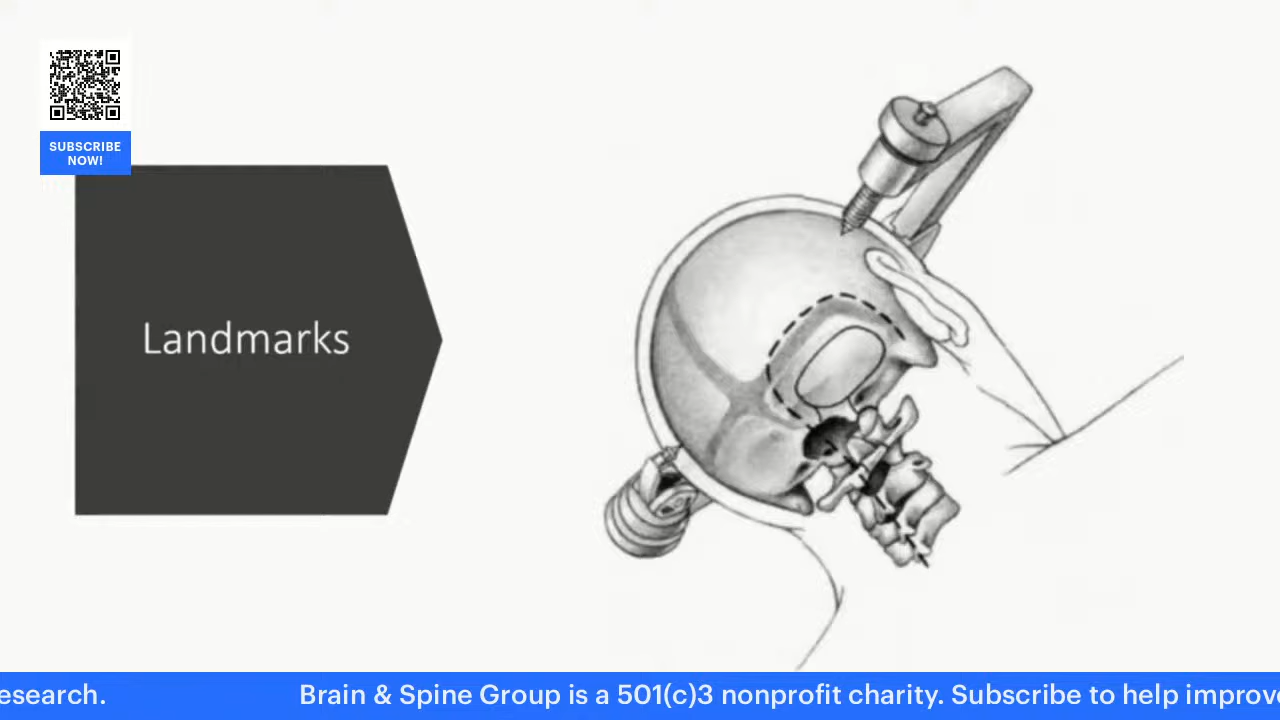 SUBSCRIBE
NOW!
Landmarks
esearch.
Brain & Spine Group is a 501(c)3 nonprofit charity. Subscribe to help improv